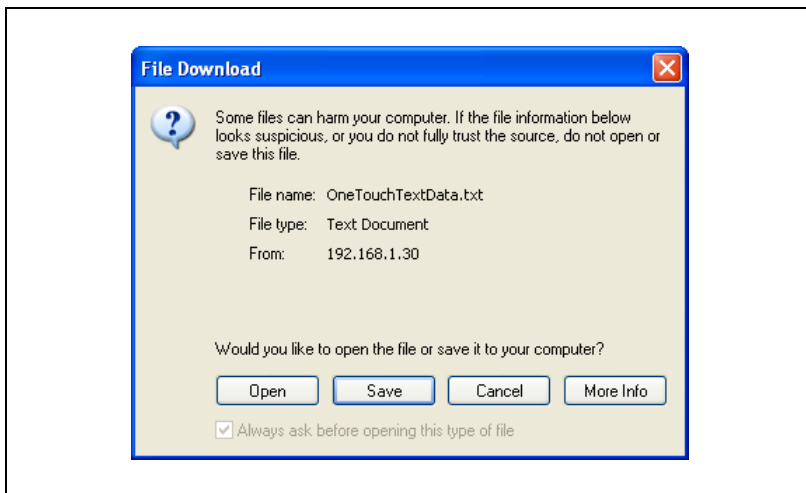 File Download
Some files can harm your computer. If the file information below
looks suspicious, or you do not fully trust the source, do not open or
save this file.
File name: OneTouchTextData.txt
File type: Text Document
From: 192.168.1.30
Would you like to open the file or save it to your computer?
Open Save Cancel More Info
Always ask before opening this type of file